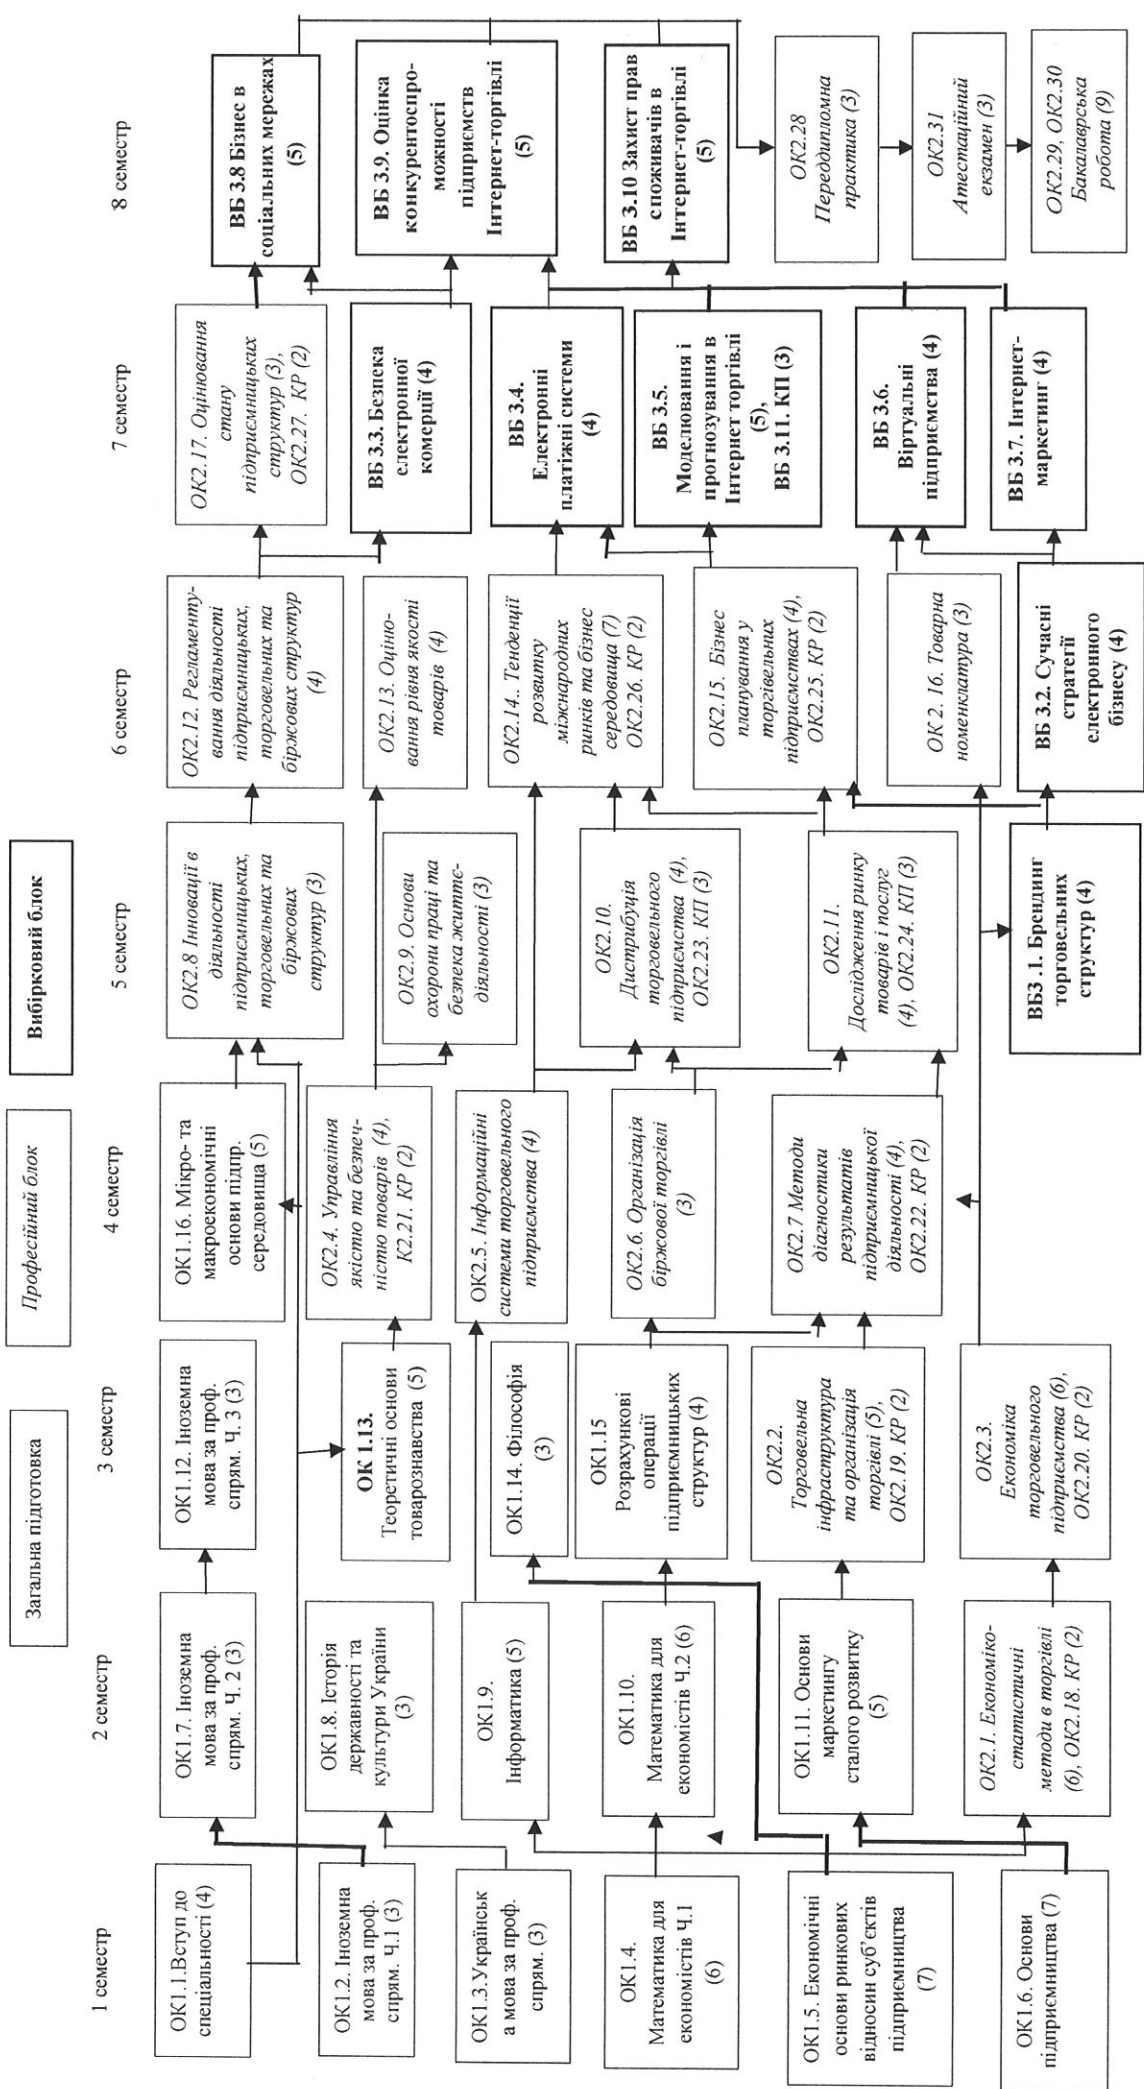 Загальна підготовка
Професійний блок
Вибірковий блок
1 семестр
2 семестр
3 семестр
4 семестр
5 семестр
6 семестр
7 семестр
8 семестр
ОК1.1.Вступ до
спеціальності (4)
ОК1.2. Іноземна
мова за проф.
спрям. Ч.1 (3)
ОК1.3.Українськ
а мова за проф.
спрям. (3)
ОК1.4.
Математика для
економістів Ч.1
(6)
ОК1.5. Економічні
основи ринкових
відносин суб’єктів
підприємництва
(7)
ОК1.6. Основи
підприємництва (7)
ОК1.7. Іноземна
мова за проф.
спрям. Ч. 2 (3)
ОК1.8. Історія
державності та
культури України
(3)
ОК1.9.
Інформатика (5)
ОК1.10.
Математика для
економістів Ч.2 (6)
ОК1.11. Основи
маркетингу
сталого розвитку
(5)
ОК2.1. Економіко-
статистичні
методи в торгівлі
(6), ОК2.18. КР (2)
ОК1.12. Іноземна
мова за проф.
спрям. Ч. 3 (3)
ОК 1.13.
Теоретичні основи
товарознавства (5)
ОК1.14. Філософія
(3)
ОК1.15
Розрахункові
операції
підприємницьких
структур (4)
ОК2.2.
Торговельна
інфраструктура
та організація
торгівлі (5),
ОК2.19. КР (2)
ОК2.3.
Економіка
торговельного
підприємства (6),
ОК2.20. КР (2)
ОК1.16. Мікро- та
макроекономічні
основи підпр.
середовища (5)
ОК2.4. Управління
якістю та безпеч-
ністю товарів (4),
К2.21. КР (2)
ОК2.5. Інформаційні
системи торговельного
підприємства (4)
ОК2.6. Організація
біржової торгівлі
(3)
ОК2.7 Методи
діагностики
результатів
підприємницької
діяльності (4),
ОК2.22. КР (2)
ОК2.8 Інновації в
діяльності
підприємницьких,
торговельних та
біржових
структур (3)
ОК2.9. Основи
охорони праці та
безпека життє-
діяльності (3)
ОК2.10.
Дистрибуція
торговельного
підприємства (4),
ОК2.23. КП (3)
ОК2.11.
Дослідження ринку
товарів і послуг
(4), ОК2.24. КП (3)
ВБ3 .1. Брендинг
торговельних
структур (4)
ОК2.12. Регламенту-
вання діяльності
підприємницьких,
торговельних та
біржових структур
(4)
ОК2.13. Оціню-
вання рівня якості
товарів (4)
ОК2.14.. Тенденції
розвитку
міжнародних
ринків та бізнес
середовища (7)
ОК2.26. КР (2)
ОК2.15. Бізнес
планування у
торгівельних
підприємствах (4),
ОК2.25. КР (2)
ОК 2. 16. Товарна
номенклатура (3)
ВБ 3.2. Сучасні
стратегії
електронного
бізнесу (4)
ОК2.17. Оцінювання
стану
підприємницьких
структур (3),
ОК2.27. КР (2)
ВБ 3.3. Безпека
електронної
комерції (4)
ВБ 3.4.
Електронні
платіжні системи
(4)
ВБ 3.5.
Моделювання і
прогнозування в
Інтернет торгівлі
(5),
ВБ 3.11. КП (3)
ВБ 3.6.
Віртуальні
підприємства (4)
ВБ 3.7. Інтернет-
маркетинг (4)
ВБ 3.8 Бізнес в
соціальних мережах
(5)
ВБ 3.9. Оцінка
конкурентоспро-
можності
підприємств
Інтернет-торгівлі
(5)
ВБ 3.10 Захист прав
споживачів в
Інтернет-торгівлі
(5)
ОК2.28
Переддипломна
практика (3)
ОК2.31
Атестаційний
екзамен (3)
ОК2.29, ОК2.30
Бакалаврська
робота (9)